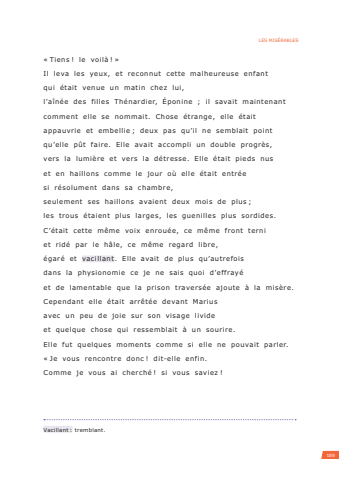 LES MISÉRABLES
« Tiens ! le voilà ! »
Il leva les yeux, et reconnut cette malheureuse enfant
qui était venue un matin chez lui,
l'aînée des filles Thénardier, Éponine ; il savait maintenant
comment elle se nommait. Chose étrange, elle était
appauvrie et embellie ; deux pas qu'il ne semblait point
qu'elle pût faire. Elle avait accompli un double progrès,
vers la lumière et vers la détresse. Elle était pieds nus
et en haillons comme le jour où elle était entrée
si résolument dans sa chambre,
seulement ses haillons avaient deux mois de plus ;
les trous étaient plus larges, les guenilles plus sordides.
C'était cette même voix enrouée, ce même front terni
et ridé par le hâle, ce même regard libre,
égaré et vacillant. Elle avait de plus qu'autrefois
dans la physionomie ce je ne sais quoi d'effrayé
et de lamentable que la prison traversée ajoute à la misère.
Cependant elle était arrêtée devant Marius
avec un peu de joie sur son visage livide
et quelque chose qui ressemblait à un sourire.
Elle fut quelques moments comme si elle ne pouvait parler.
« Je vous rencontre donc ! dit-elle enfin.
Comme je vous ai cherché ! si vous saviez !
Vacillant : tremblant.